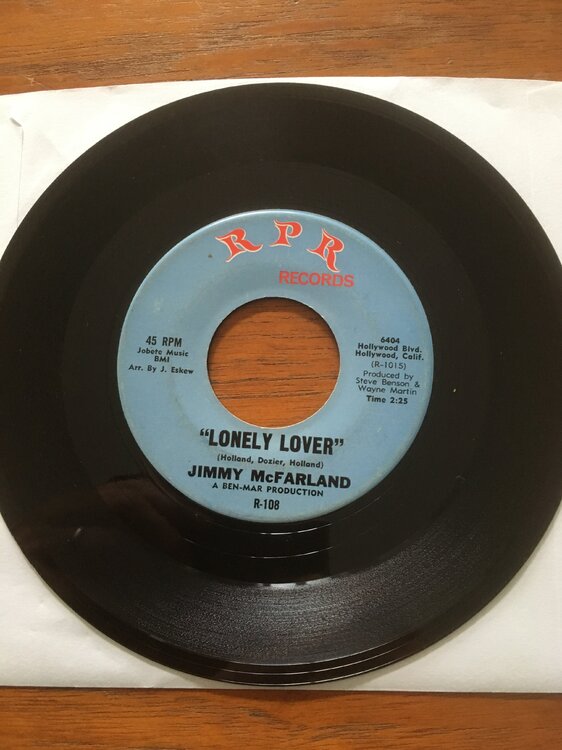 RPR
RECORDS
45 RPM
Jobete Music
BMI
Arr. By J. Eskew
6404
Hollywood Blvd.
Hollywood, Calif.
(R-1015)
Produced by
Steve Benson &
Wayne Martin
Time 2:25
"LONELY LOVER"
(Holland, Dozier, Holland)
JIMMY McFARLAND
A BEN-MAR PRODUCTION
R-108